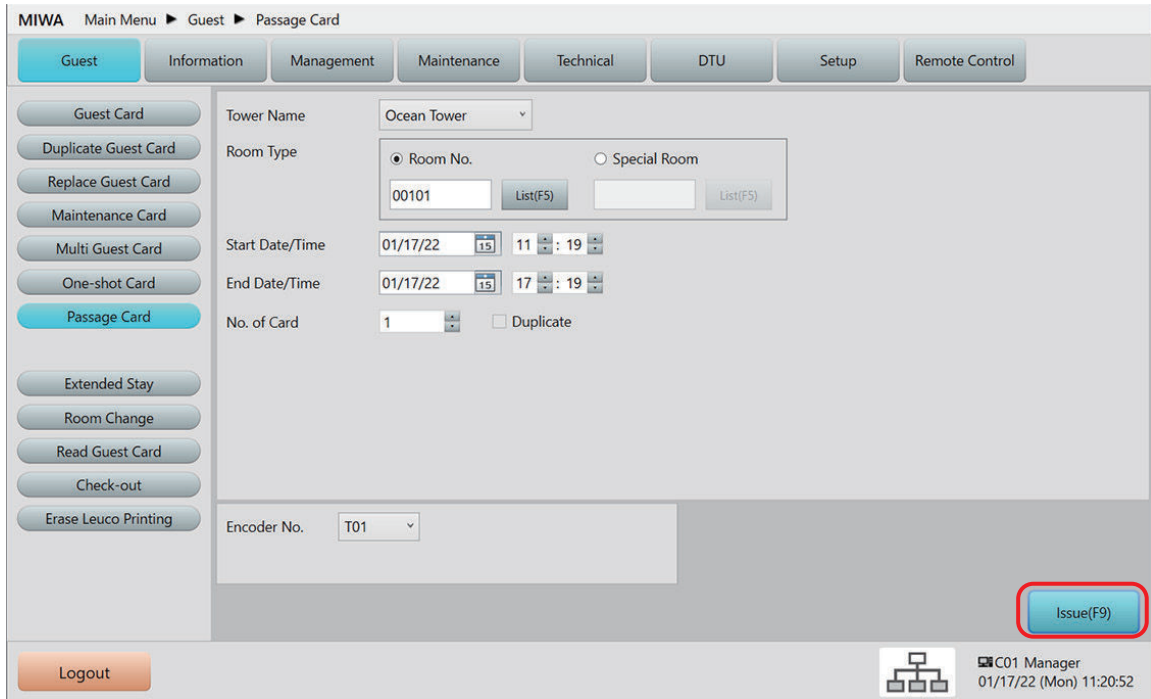 MIWA Main Menu ▶ Guest ▶ Passage Card
Guest Information Management Maintenance Technical DTU Setup Remote Control
Guest Card
Duplicate Guest Card
Replace Guest Card
Maintenance Card
Multi Guest Card
One-shot Card
Passage Card
Extended Stay
Room Change
Read Guest Card
Check-out
Erase Leuco Printing
Tower Name Ocean Tower
Room Type Room No. Special Room
00101 List(F5) List(F5)
Start Date/Time 01/17/22 15 11 : 19
End Date/Time 01/17/22 15 17 : 19
No. of Card 1 Duplicate
Encoder No. T01
Issue(F9)
Logout
C01 Manager
01/17/22 (Mon) 11:20:52